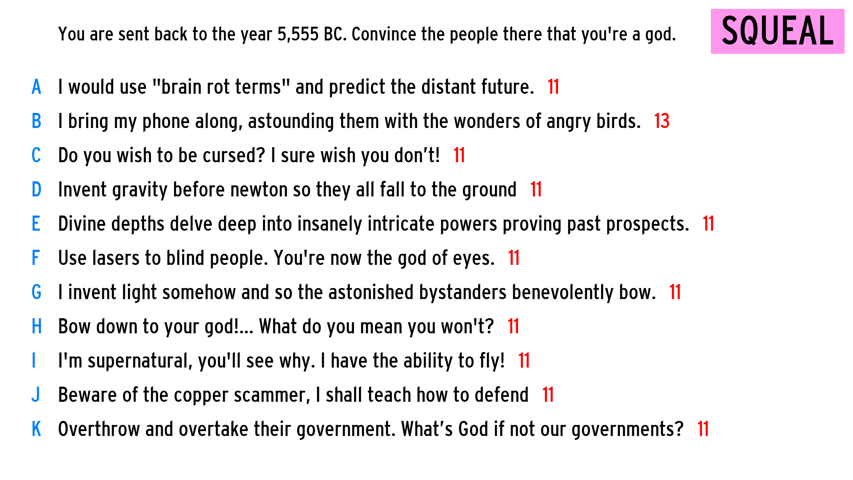 You are sent back to the year 5,555 BC. Convince the people there that you're a god.
SQUEAL
A I would use "brain rot terms" and predict the distant future. 11
B I bring my phone along, astounding them with the wonders of angry birds. 13
C Do you wish to be cursed? I sure wish you don’t! 11
D Invent gravity before newton so they all fall to the ground 11
E Divine depths delve deep into insanely intricate powers proving past prospects. 11
F Use lasers to blind people. You're now the god of eyes. 11
G I invent light somehow and so the astonished bystanders benevolently bow. 11
H Bow down to your god!... What do you mean you won't? 11
I I'm supernatural, you'll see why. I have the ability to fly! 11
J Beware of the copper scammer, I shall teach how to defend 11
K Overthrow and overtake their government. What’s God if not our governments? 11